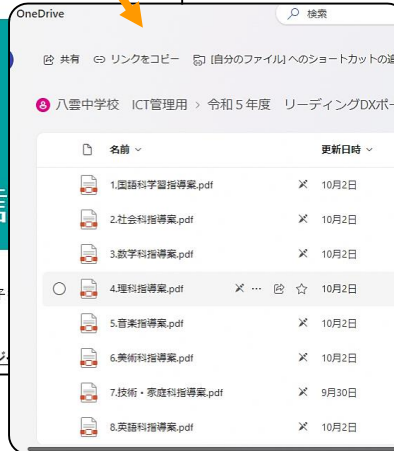 OneDrive
検索
共有 リンクをコピー [自分のファイル] へのショートカットの追
八雲中学校 ICT管理用 > 令和５年度 リーディングDXポー
名前 更新日時
1.国語科学習指導案.pdf 10月2日
2.社会科指導案.pdf 10月2日
3.数学科指導案.pdf 10月2日
4.理科指導案.pdf … 10月2日
5.音楽指導案.pdf 10月2日
6.美術科指導案.pdf 10月2日
7.技術・家庭科指導案.pdf 9月30日
8.英語科指導案.pdf 10月2日